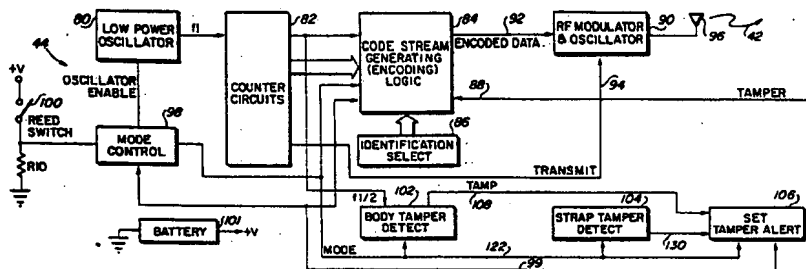 80
44
LOW POWER
OSCILLATOR
f1
82
COUNTER
CIRCUITS
84
CODE STREAM
GENERATING
(ENCODING)
LOGIC
92
ENCODED DATA
90
RF MODULATOR
& OSCILLATOR
96
42
94
88
TAMPER
+V
OSCILLATOR
ENABLE
100
REED
SWITCH
98
MODE
CONTROL
R10
86
IDENTIFICATION
SELECT
TRANSMIT
BATTERY
101
+V
f1/2
102
BODY TAMPER
DETECT
TAMP
108
104
STRAP TAMPER
DETECT
130
106
SET
TAMPER ALERT
MODE
122
99